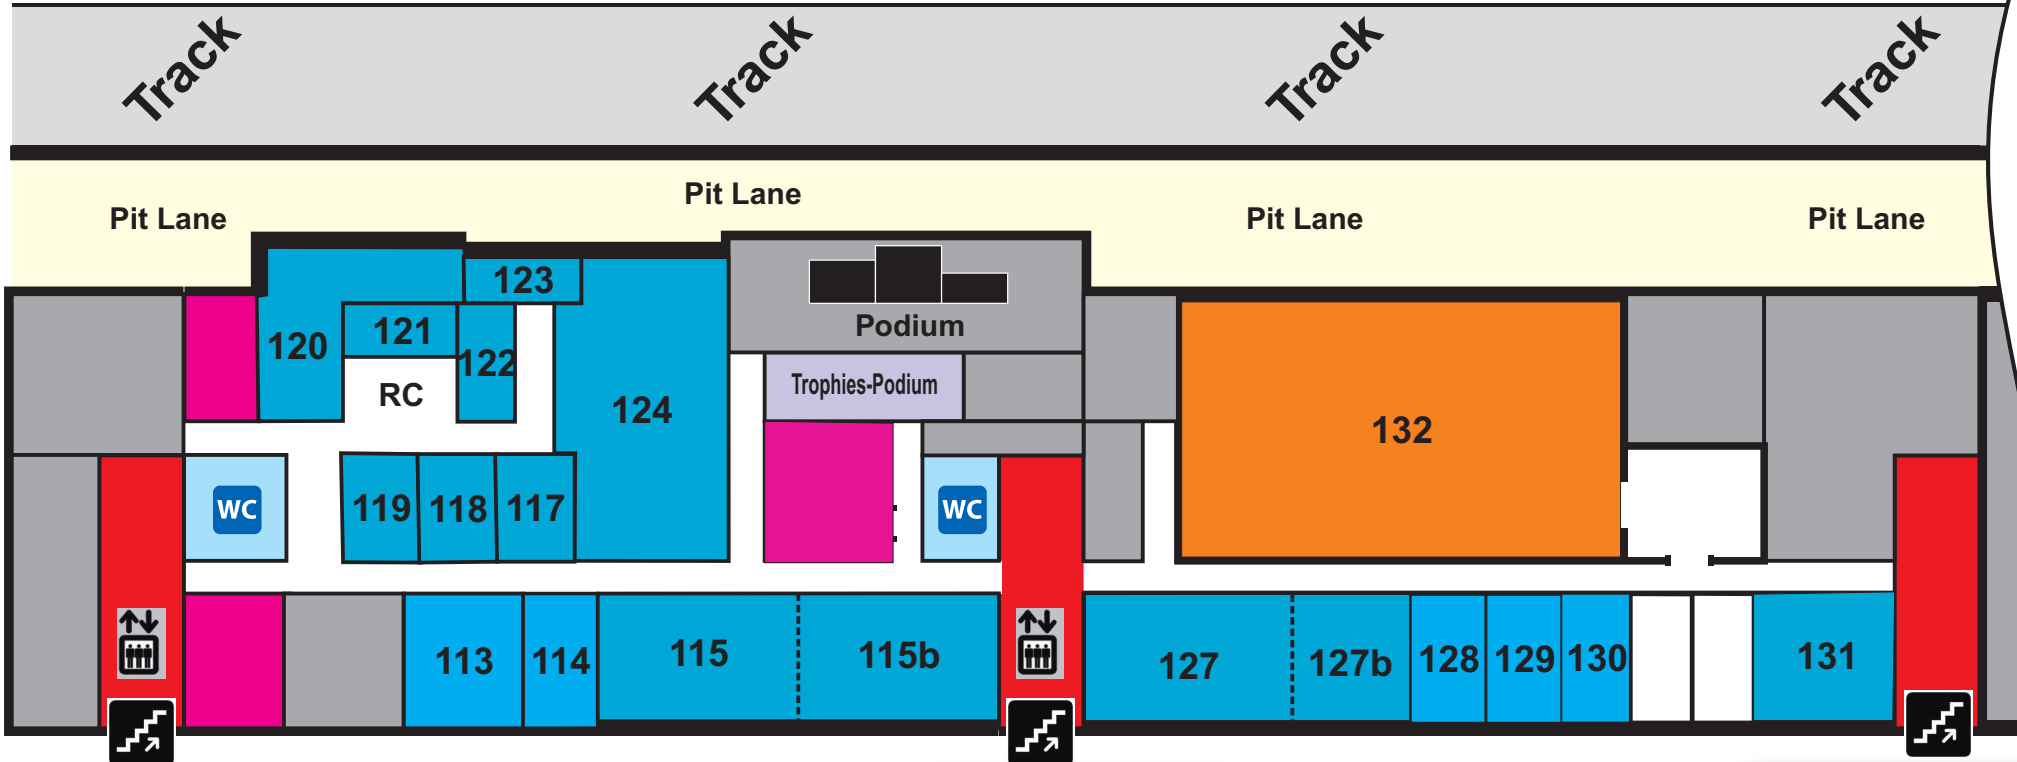 Track
Track
Track
Track
Pit Lane
Pit Lane
Pit Lane
Pit Lane
123
120
121
122
RC
124
Podium
Trophies-Podium
132
WC
119
118
117
WC
113
114
115
115b
127
127b
128
129
130
131